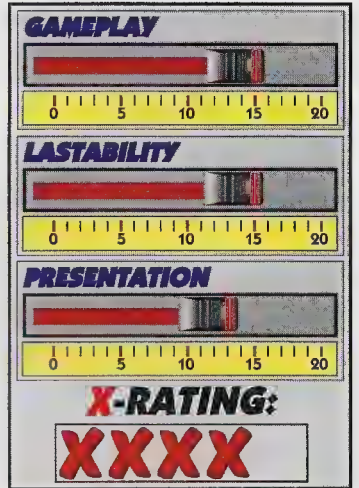 GAMEPLAY
0 5 10 15 20
LASTABILITY
0 5 10 15 20
PRESENTATION
0 5 10 15 20
X-RATING:
XXXX